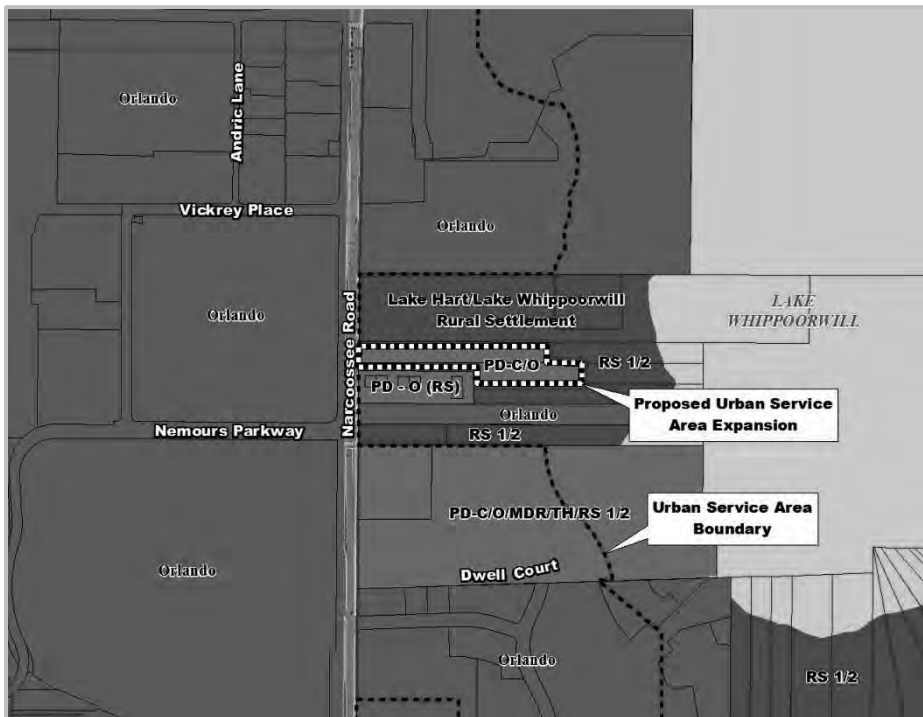 Orlando
Andric Lane
Vickrey Place
Orlando
Orlando
Narcoossee Road
Lake Hart/Lake Whippoorwill
Rural Settlement
LAKE
WHIPPOORWILL
PD-C/O
RS 1/2
PD - O (RS)
Orlando
Proposed Urban Service
Area Expansion
Nemours Parkway
RS 1/2
PD-C/O/MDR/TH/RS 1/2
Urban Service Area
Boundary
Orlando
Dwell Court
Orlando
RS 1/2